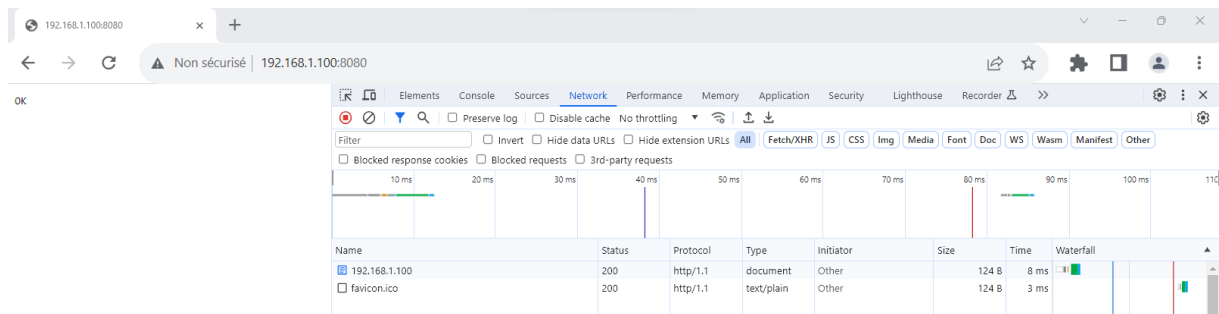 192.168.1.100:8080
Non sécurisé 192.168.1.100:8080
OK
Elements Console Sources Network Performance Memory Application Security Lighthouse Recorder
Preserve log Disable cache No throttling
Filter Invert Hide data URLs Hide extension URLs All Fetch/XHR JS CSS Img Media Font Doc WS Wasm Manifest Other
Blocked response cookies Blocked requests 3rd-party requests
10 ms 20 ms 30 ms 40 ms 50 ms 60 ms 70 ms 80 ms 90 ms 100 ms 110
Name Status Protocol Type Initiator Size Time Waterfall
192.168.1.100 200 http/1.1 document Other 124 B 8 ms
favicon.ico 200 http/1.1 text/plain Other 124 B 3 ms